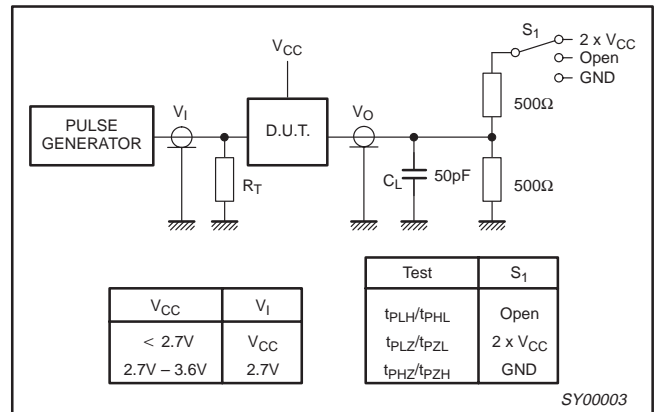 S1
2 x VCC
Open
GND
VCC
500Ω
VI
VO
PULSE
GENERATOR
D.U.T.
RT
CL
50pF
500Ω
VCC VI
< 2.7V VCC
2.7V – 3.6V 2.7V
Test S1
tPLH/tPHL Open
tPLZ/tPZL 2 x VCC
tPHZ/tPZH GND
SY00003